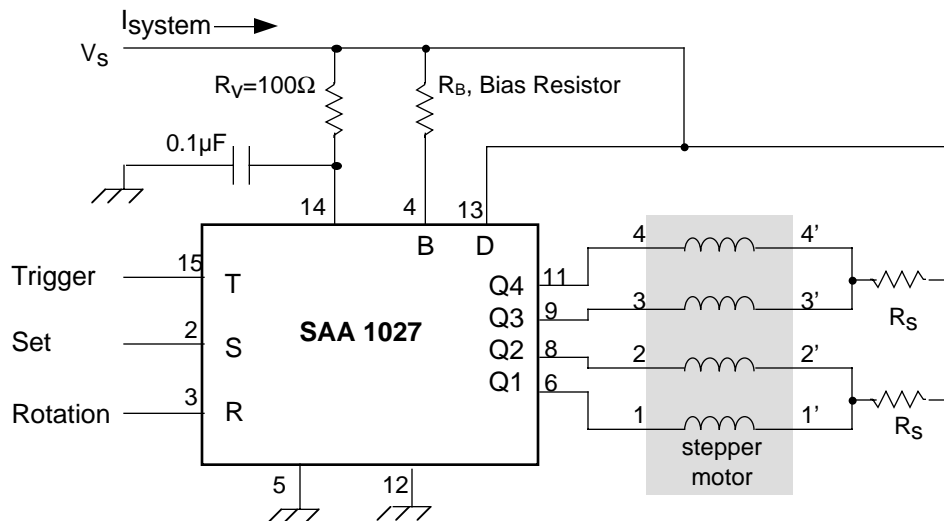 Isystem
Vs
Rv=100Ω
RB, Bias Resistor
0.1µF
14
4
13
B
D
4
4'
Trigger
15
T
Q4
11
3
3'
Rs
Q3
9
SAA 1027
Set
2
S
Q2
8
2
2'
Q1
6
Rotation
3
R
1
1'
Rs
stepper
motor
5
12